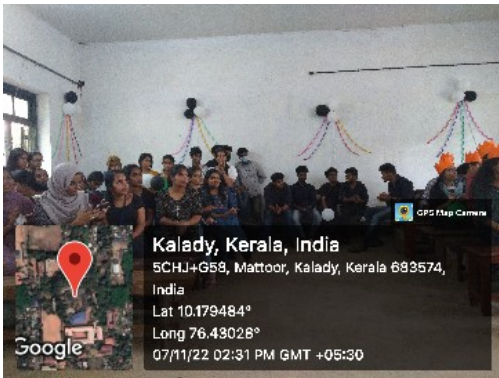 GPS Map Camera
Kalady, Kerala, India
5CHJ+G58, Mattoor, Kalady, Kerala 683574,
India
Lat 10.179484°
Long 76.43028°
07/11/22 02:31 PM GMT +05:30
Google